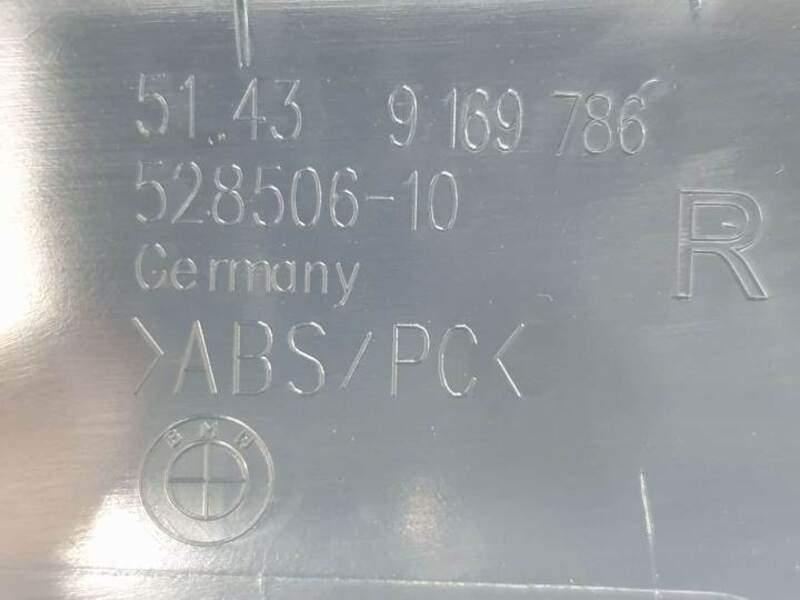 51.43 9 169 786
528506-10
Germany
R
>ABS/PC<
BMW